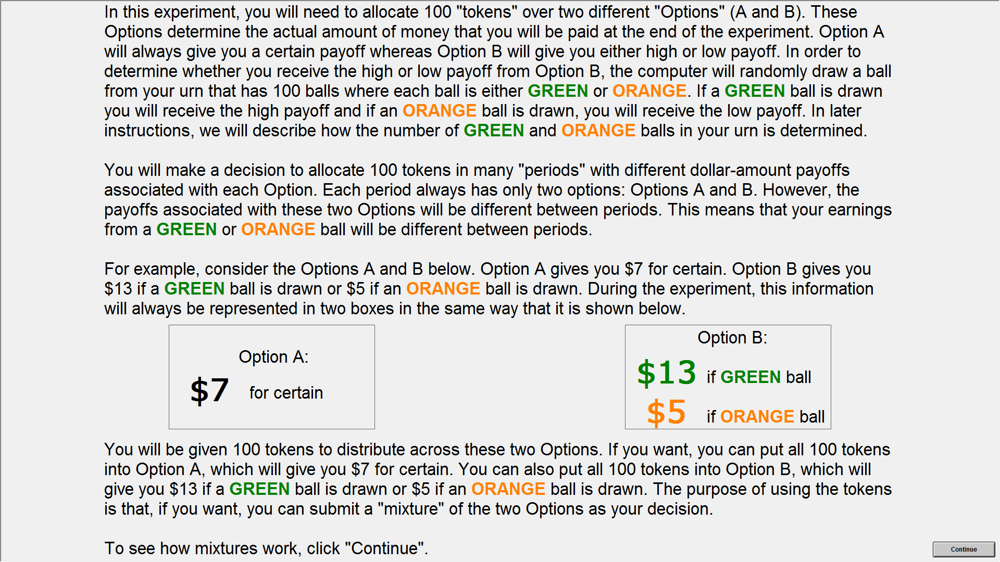 In this experiment, you will need to allocate 100 "tokens" over two different "Options" (A and B). These
Options determine the actual amount of money that you will be paid at the end of the experiment. Option A
will always give you a certain payoff whereas Option B will give you either high or low payoff. In order to
determine whether you receive the high or low payoff from Option B, the computer will randomly draw a ball
from your urn that has 100 balls where each ball is either GREEN or ORANGE. If a GREEN ball is drawn
you will receive the high payoff and if an ORANGE ball is drawn, you will receive the low payoff. In later
instructions, we will describe how the number of GREEN and ORANGE balls in your urn is determined.
You will make a decision to allocate 100 tokens in many "periods" with different dollar-amount payoffs
associated with each Option. Each period always has only two options: Options A and B. However, the
payoffs associated with these two Options will be different between periods. This means that your earnings
from a GREEN or ORANGE ball will be different between periods.
For example, consider the Options A and B below. Option A gives you $7 for certain. Option B gives you
$13 if a GREEN ball is drawn or $5 if an ORANGE ball is drawn. During the experiment, this information
will always be represented in two boxes in the same way that it is shown below.
Option A:
$7 for certain
Option B:
$13 if GREEN ball
$5 if ORANGE ball
You will be given 100 tokens to distribute across these two Options. If you want, you can put all 100 tokens
into Option A, which will give you $7 for certain. You can also put all 100 tokens into Option B, which will
give you $13 if a GREEN ball is drawn or $5 if an ORANGE ball is drawn. The purpose of using the tokens
is that, if you want, you can submit a "mixture" of the two Options as your decision.
To see how mixtures work, click "Continue".
Continue